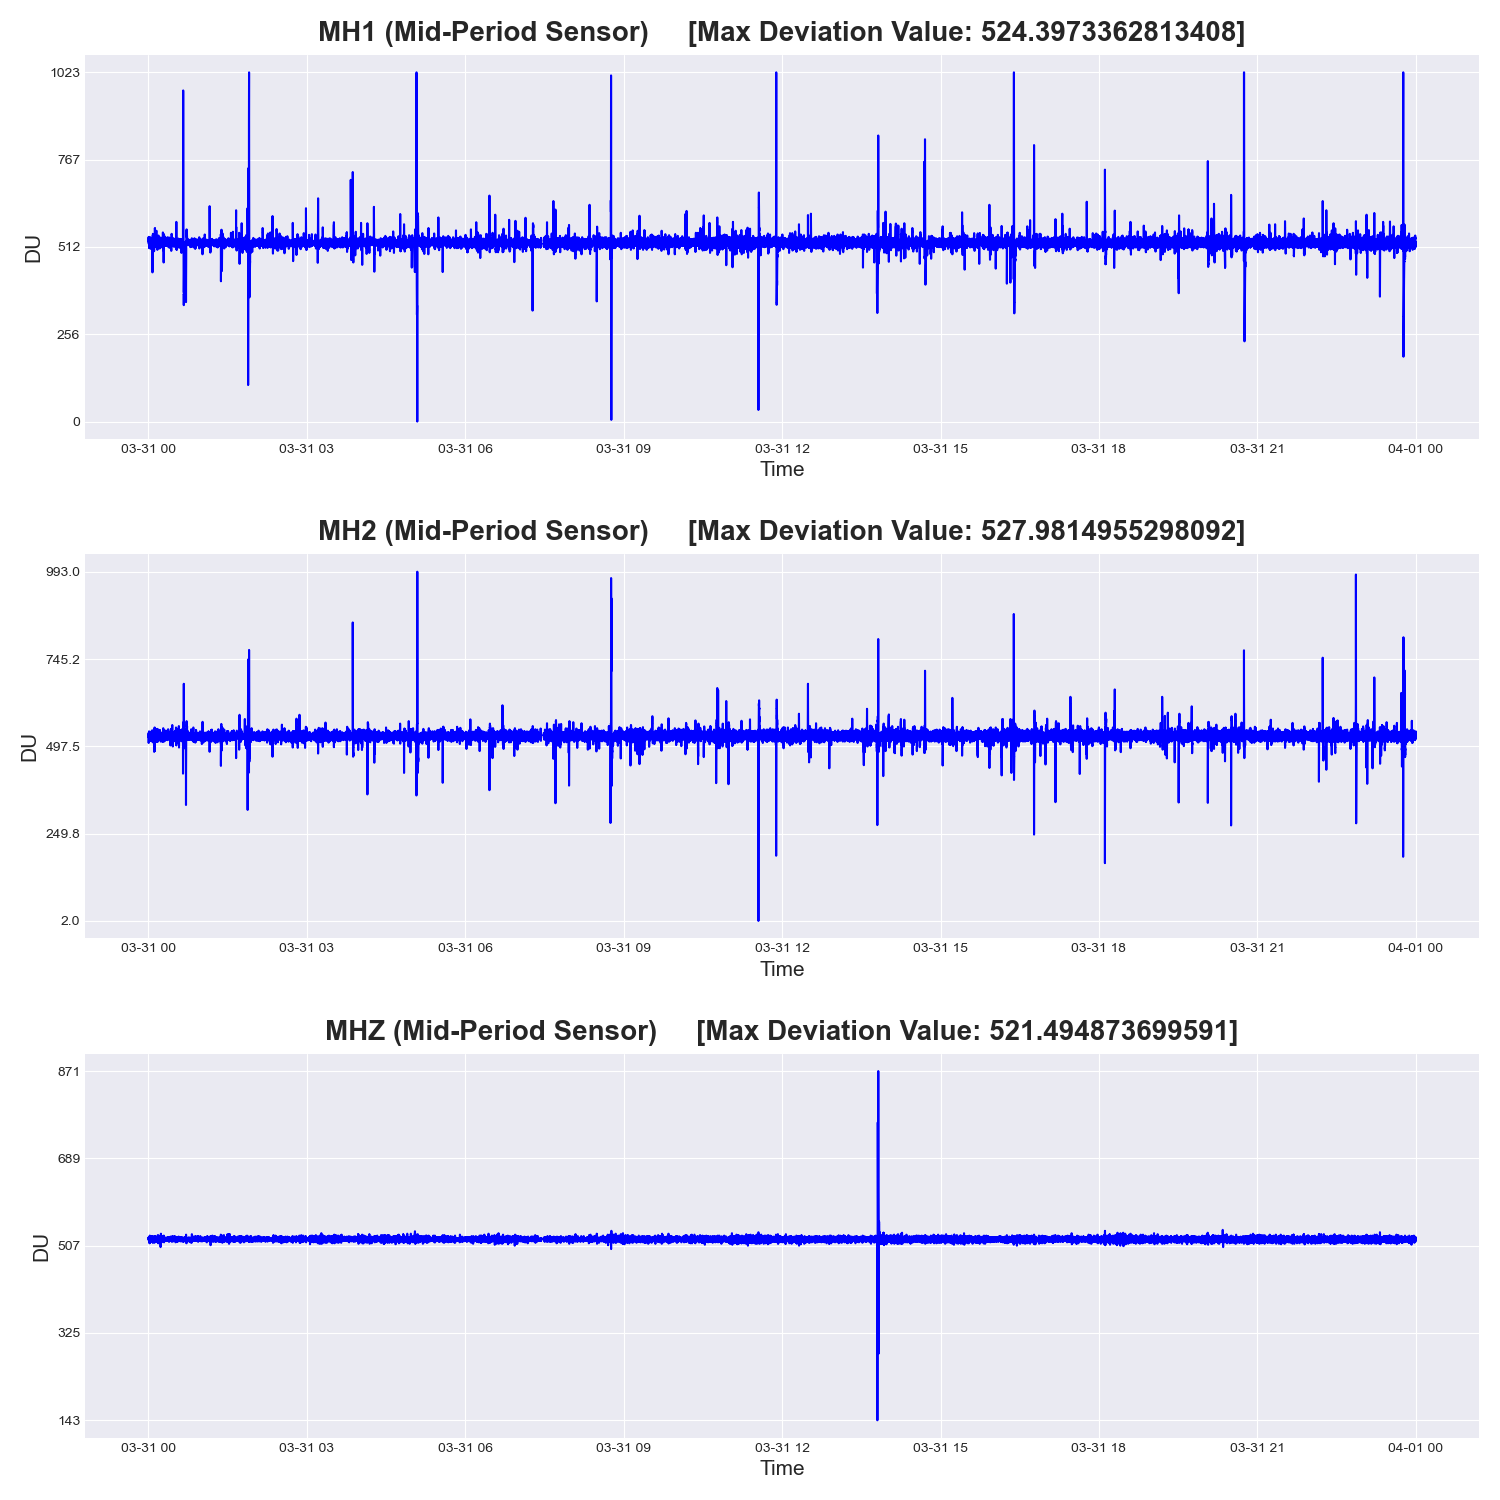 MH1 (Mid-Period Sensor) [Max Deviation Value: 524.3973362813408]
1023
767
512
256
0
DU
03-31 00 03-31 03 03-31 06 03-31 09 03-31 12 03-31 15 03-31 18 03-31 21 04-01 00
Time
MH2 (Mid-Period Sensor) [Max Deviation Value: 527.9814955298092]
993.0
745.2
497.5
249.8
2.0
DU
03-31 00 03-31 03 03-31 06 03-31 09 03-31 12 03-31 15 03-31 18 03-31 21 04-01 00
Time
MHZ (Mid-Period Sensor) [Max Deviation Value: 521.494873699591]
871
689
507
325
143
DU
03-31 00 03-31 03 03-31 06 03-31 09 03-31 12 03-31 15 03-31 18 03-31 21 04-01 00
Time